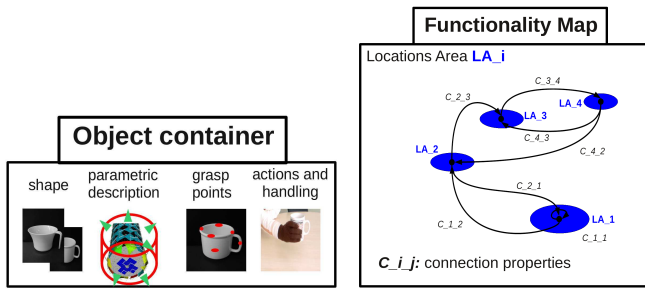 Object container
shape
parametric
description
grasp
points
actions and
handling
Functionality Map
Locations Area LA_i
C_3_4
C_2_3
LA_4
LA_3
C_4_3
LA_2
C_4_2
C_2_1
C_1_2
LA_1
C_1_1
C_i_j: connection properties